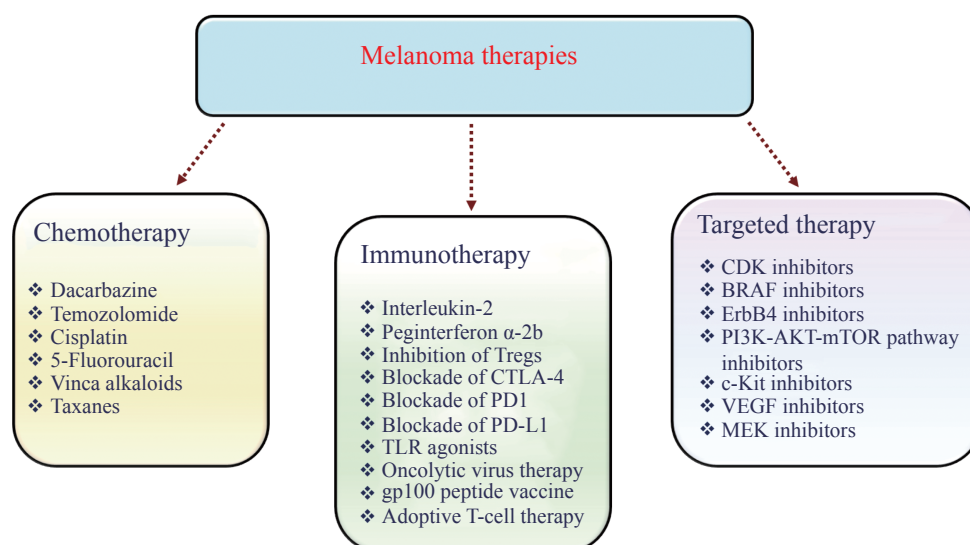 Melanoma therapies
Chemotherapy
❖ Dacarbazine
❖ Temozolomide
❖ Cisplatin
❖ 5-Fluorouracil
❖ Vinca alkaloids
❖ Taxanes
Immunotherapy
❖ Interleukin-2
❖ Peginterferon α-2b
❖ Inhibition of Tregs
❖ Blockade of CTLA-4
❖ Blockade of PD1
❖ Blockade of PD-L1
❖ TLR agonists
❖ Oncolytic virus therapy
❖ gp100 peptide vaccine
❖ Adoptive T-cell therapy
Targeted therapy
❖ CDK inhibitors
❖ BRAF inhibitors
❖ ErbB4 inhibitors
❖ PI3K-AKT-mTOR pathway
inhibitors
❖ c-Kit inhibitors
❖ VEGF inhibitors
❖ MEK inhibitors